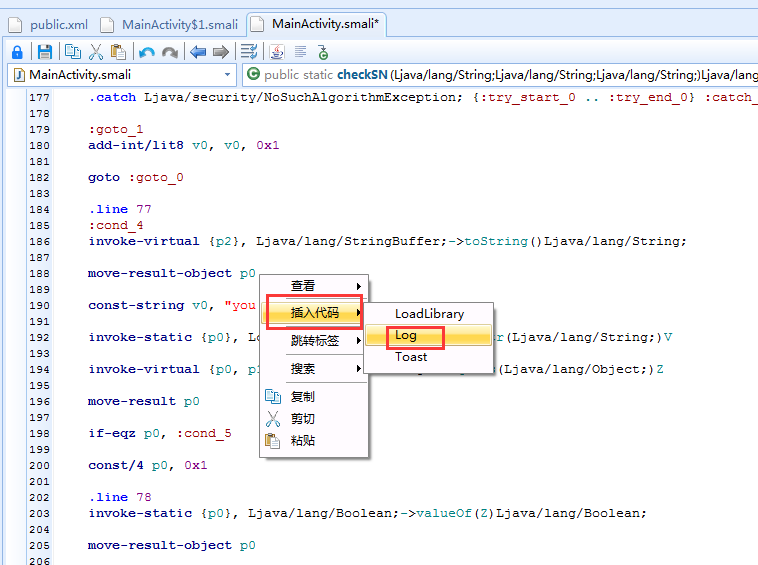 public.xml MainActivity$1.smali MainActivity.smali*
MainActivity.smali public static checkSN(Ljava/lang/String;Ljava/lang/String;Ljava/lang/String;)Ljava/lang
177 .catch Ljava/security/NoSuchAlgorithmException; {:try_start_0 .. :try_end_0} :catch_
178
179 :goto_1
180 add-int/lit8 v0, v0, 0x1
181
182 goto :goto_0
183
184 .line 77
185 :cond_4
186 invoke-virtual {p2}, Ljava/lang/StringBuffer;->toString()Ljava/lang/String;
187
188 move-result-object p0
189 查看
190 const-string v0, "you 插入代码 LoadLibrary
191 Log
192 invoke-static {p0}, L r(Ljava/lang/String;)V
193 跳转标签 Toast
194 invoke-virtual {p0, p (Ljava/lang/Object;)Z
195 搜索
196 move-result p0
197 复制
198 if-eqz p0, :cond_5 剪切
199 粘贴
200 const/4 p0, 0x1
201
202 .line 78
203 invoke-static {p0}, Ljava/lang/Boolean;->valueOf(Z)Ljava/lang/Boolean;
204
205 move-result-object p0
206